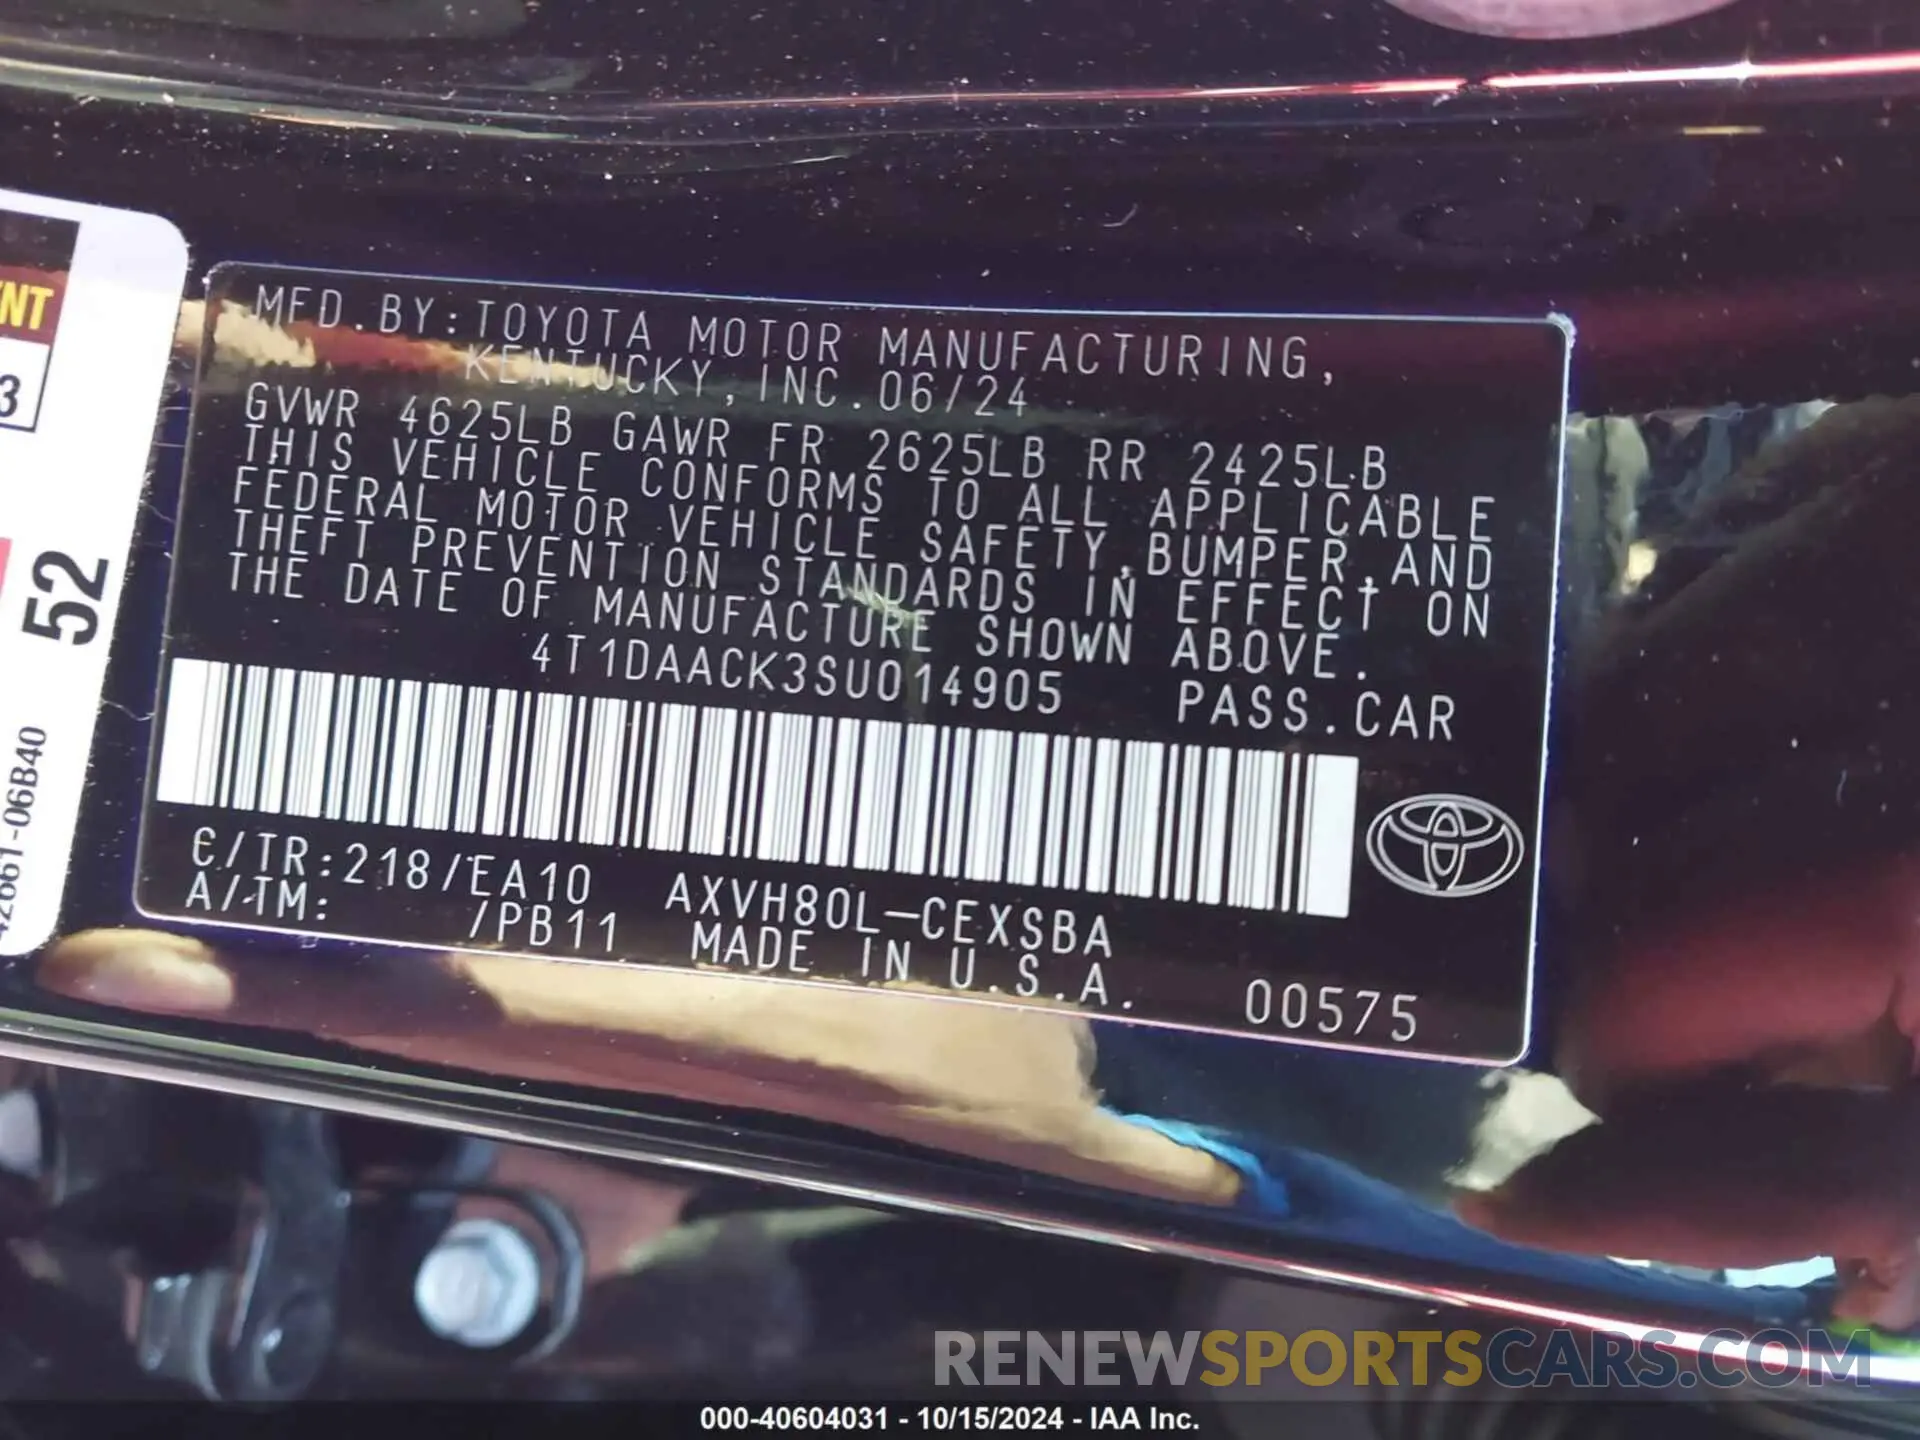 MFD.BY:TOYOTA MOTOR MANUFACTURING,
KENTUCKY,INC.06/24
GVWR 4625LB GAWR FR 2625LB RR 2425LB
THIS VEHICLE CONFORMS TO ALL APPLICABLE
FEDERAL MOTOR VEHICLE SAFETY,BUMPER,AND
THEFT PREVENTION STANDARDS IN EFFECT ON
THE DATE OF MANUFACTURE SHOWN ABOVE.
4T1DAACK3SU014905 PASS.CAR
C/TR:218/EA10 AXVH80L-CEXSBA
A/TM: /PB11 MADE IN U.S.A.
00575
3
52
42661-06B40
RENEWSPORTSCARS.COM
000-40604031 - 10/15/2024 - IAA Inc.